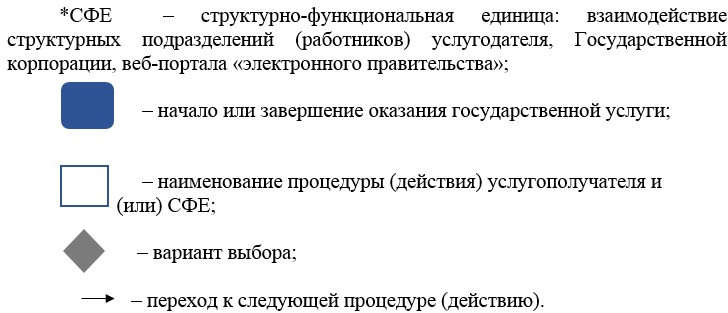 *СФЕ – структурно-функциональная единица: взаимодействие
структурных подразделений (работников) услугодателя, Государственной
корпорации, веб-портала «электронного правительства»;
– начало или завершение оказания государственной услуги;
– наименование процедуры (действия) услугополучателя и
(или) СФЕ;
– вариант выбора;
– переход к следующей процедуре (действию).